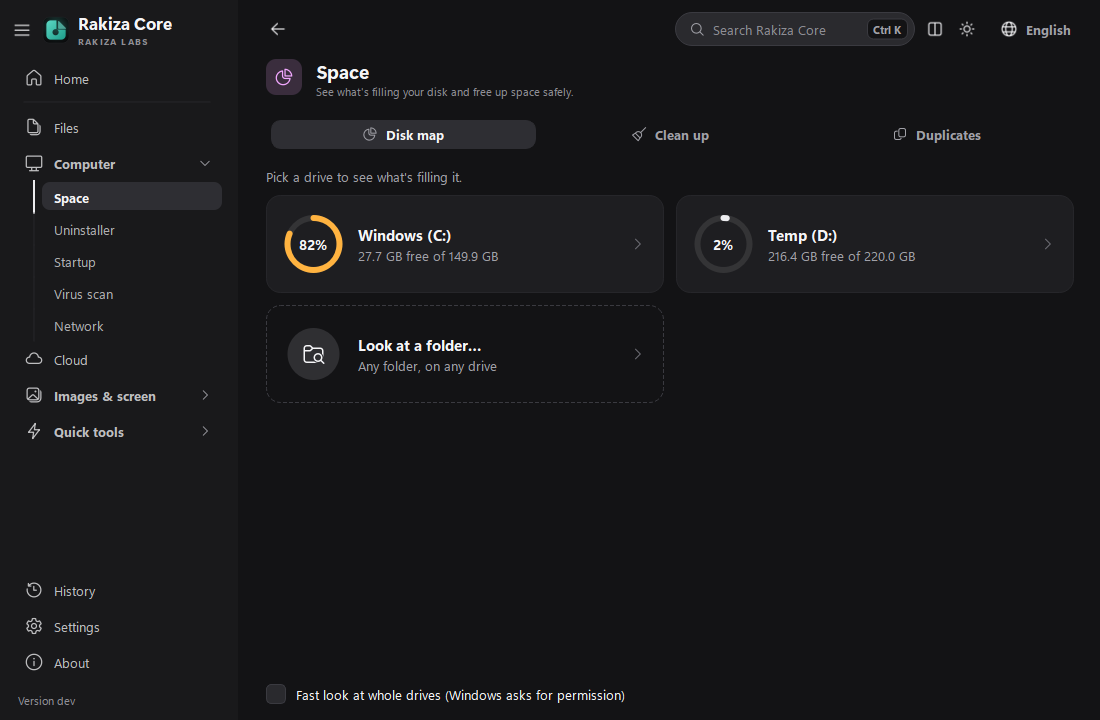 Rakiza Core
RAKIZA LABS
Search Rakiza Core
Ctrl K
English
Home
Files
Computer
Space
Uninstaller
Startup
Virus scan
Network
Cloud
Images & screen
Quick tools
History
Settings
About
Version dev
Space
See what's filling your disk and free up space safely.
Disk map
Clean up
Duplicates
Pick a drive to see what's filling it.
82%
Windows (C:)
27.7 GB free of 149.9 GB
2%
Temp (D:)
216.4 GB free of 220.0 GB
Look at a folder...
Any folder, on any drive
Fast look at whole drives (Windows asks for permission)